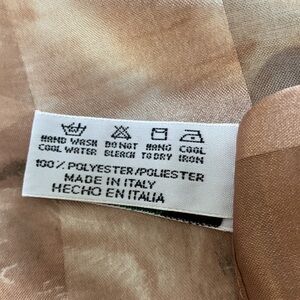 HAND WASH DO NOT HANG COOL
COOL WATER BLEACH TO DRY IRON
100% POLYESTER/POLIESTER
MADE IN ITALY
HECHO EN ITALIA